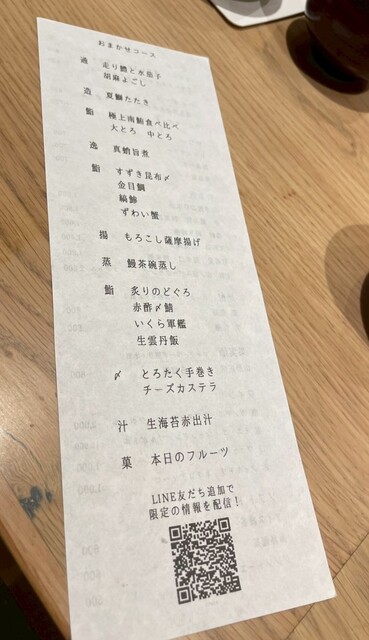 おまかせコース
通 走り鱧と水茄子
胡麻よごし
造 夏鰤たたき
鮨 極上南鮪食べ比べ
大とろ 中とろ
逸 真蛸旨煮
鮨 すずき昆布〆
金目鯛
縞鯵
ずわい蟹
揚 もろこし薩摩揚げ
蒸 鰻茶碗蒸し
鮨 炙りのどぐろ
赤酢〆鯖
いくら軍艦
生雲丹飯
〆 とろたく手巻き
チーズカステラ
汁 生海苔赤出汁
菓 本日のフルーツ
LINE友だち追加で
限定の情報を配信！